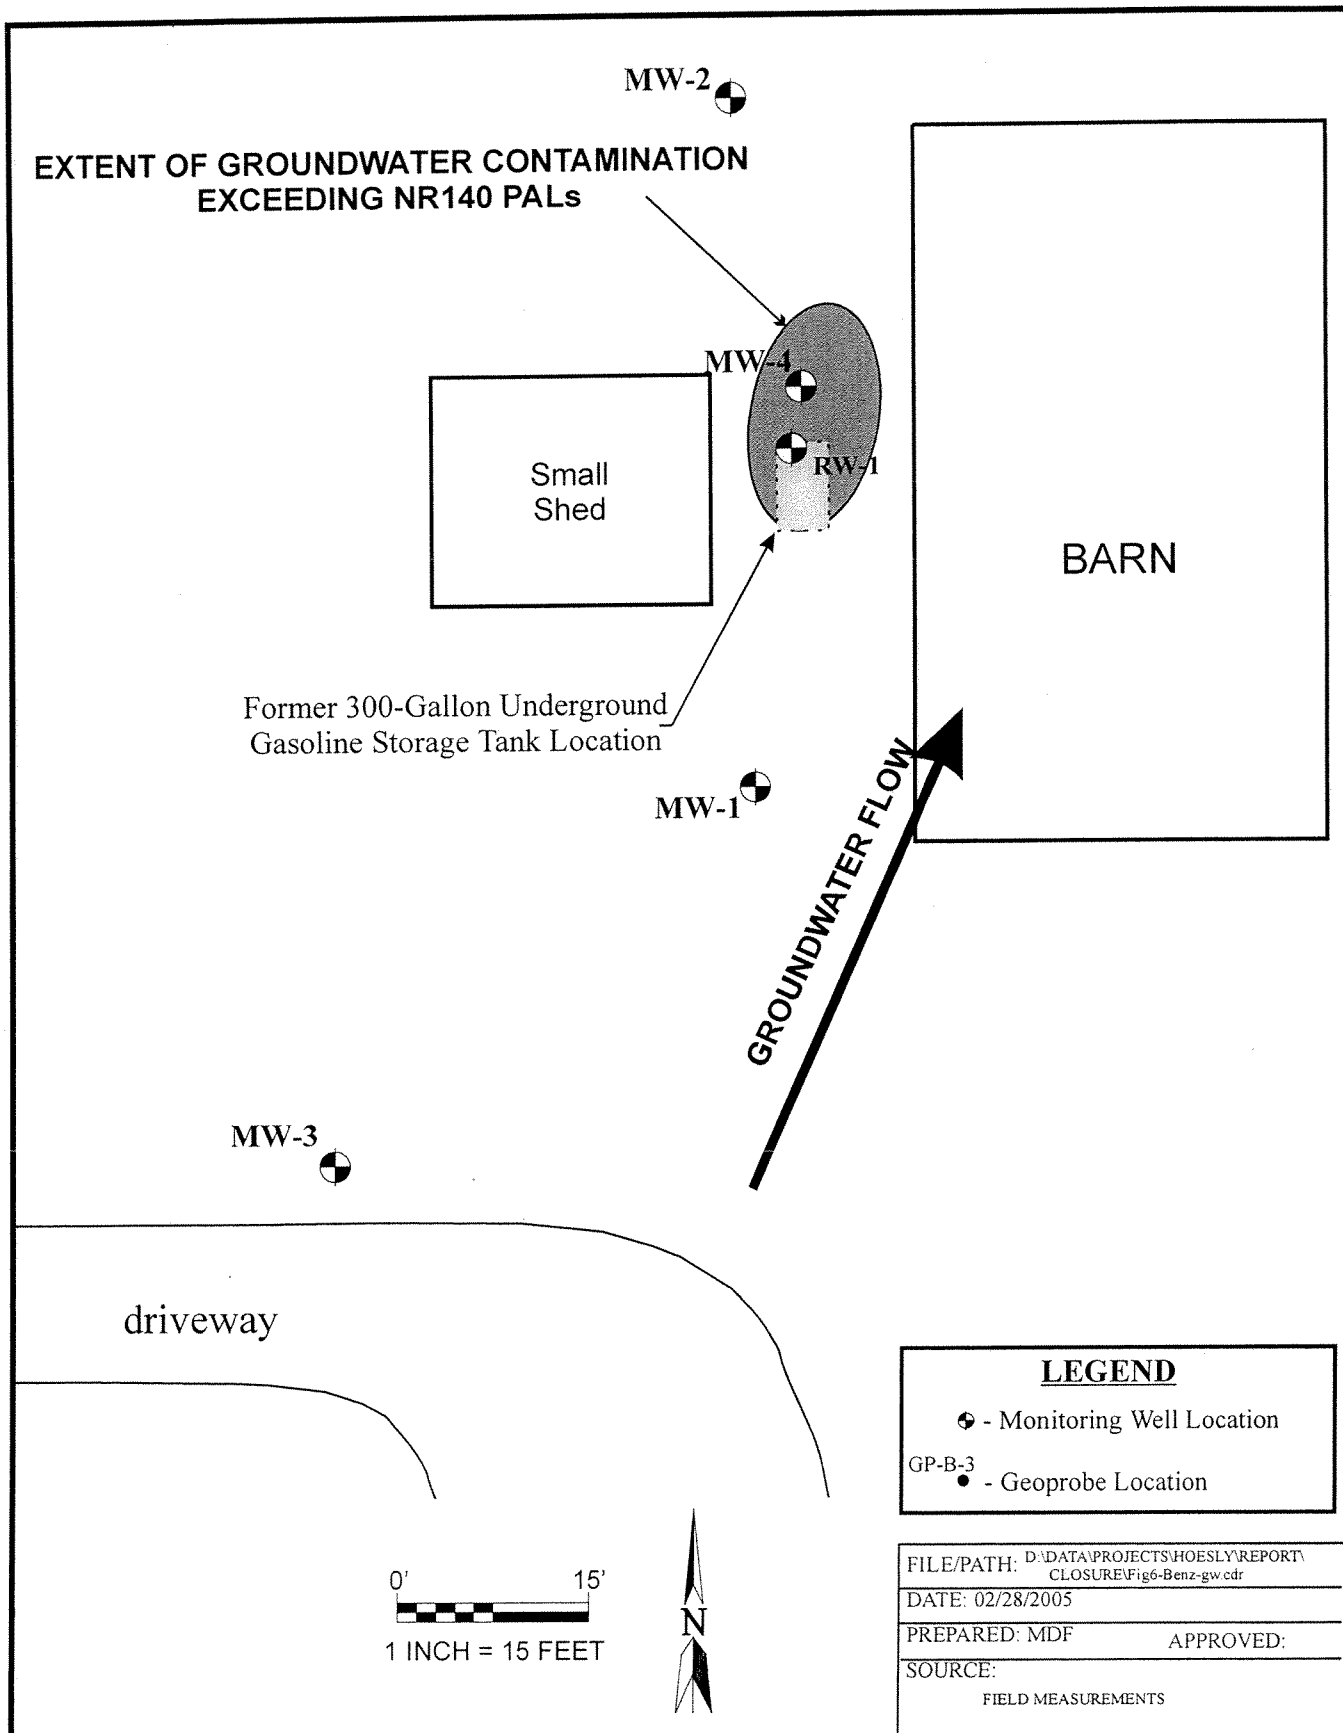 MW-2
EXTENT OF GROUNDWATER CONTAMINATION
EXCEEDING NR140 PALs
MW-4
RW-1
Small
Shed
BARN
Former 300-Gallon Underground
Gasoline Storage Tank Location
MW-1
GROUNDWATER FLOW
MW-3
driveway
LEGEND
- Monitoring Well Location
GP-B-3
- Geoprobe Location
0' 15'
1 INCH = 15 FEET
N
FILE/PATH: D:\DATA\PROJECTS\HOESLY\REPORT\
CLOSURE\Fig6-Benz-gw.cdr
DATE: 02/28/2005
PREPARED: MDF APPROVED:
SOURCE:
FIELD MEASUREMENTS